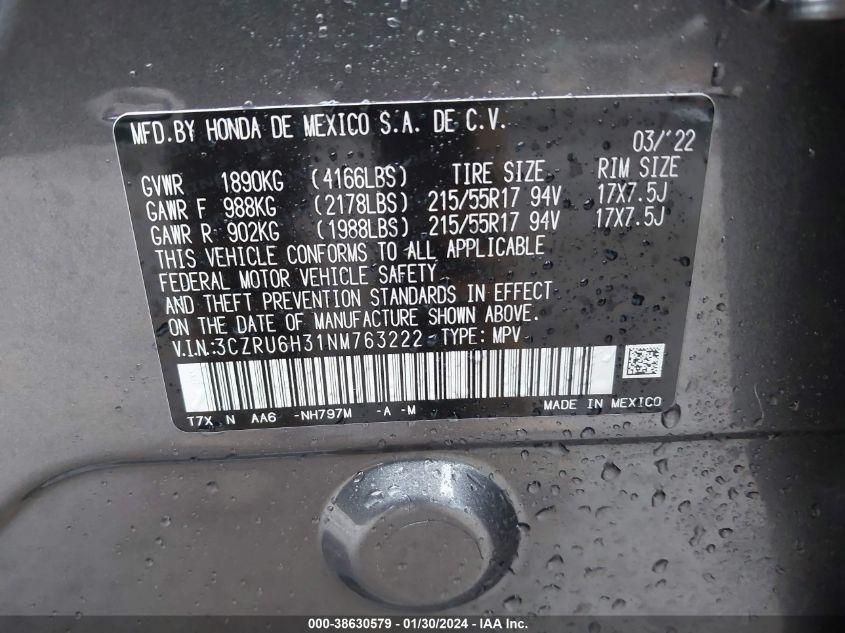 MFD.BY HONDA DE MEXICO S.A. DE C.V.
03/'22
GVWR 1890KG (4166LBS) TIRE SIZE RIM SIZE
GAWR F 988KG (2178LBS) 215/55R17 94V 17X7.5J
GAWR R 902KG (1988LBS) 215/55R17 94V 17X7.5J
THIS VEHICLE CONFORMS TO ALL APPLICABLE
FEDERAL MOTOR VEHICLE SAFETY
AND THEFT PREVENTION STANDARDS IN EFFECT
ON THE DATE OF MANUFACTURE SHOWN ABOVE.
V.I.N:3CZRU6H31NM763222 TYPE: MPV
T7X N AA6 -NH797M -A -M MADE IN MEXICO
000-38630579 / 01/30/2024 - IAA Inc.